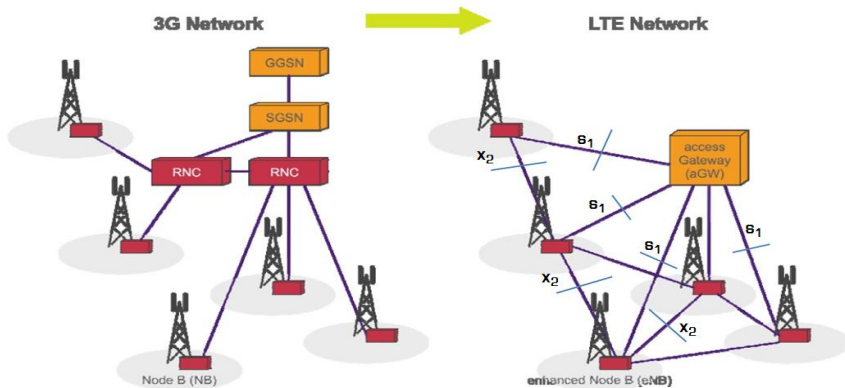 3G Network
LTE Network
GGSN
SGSN
RNC
RNC
Node B (NB)
access
Gateway
(aGW)
s1
x2
s1
s1
s1
x2
x2
enhanced Node B (eNB)